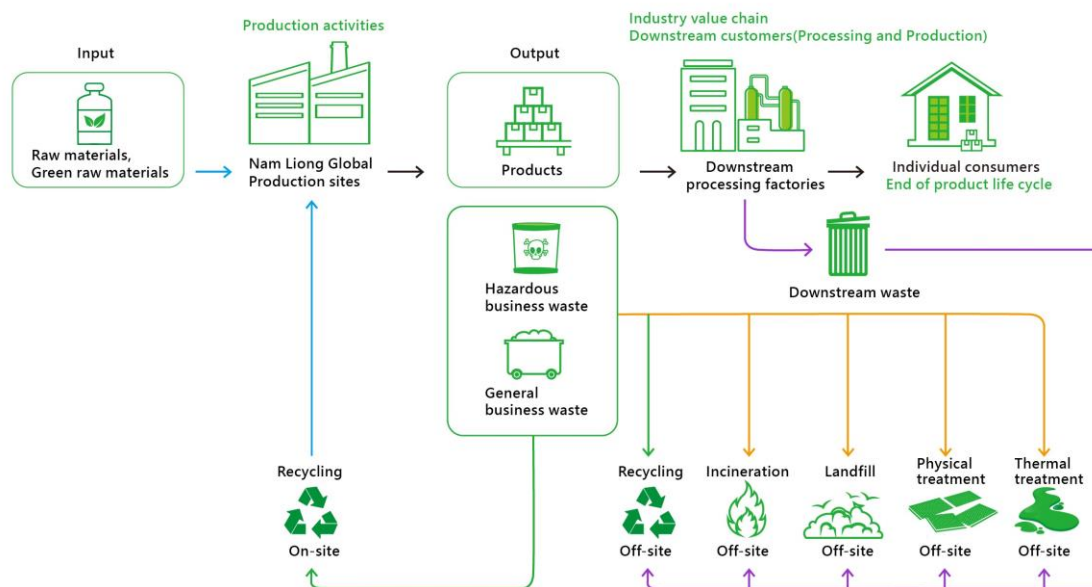 Input
Raw materials,
Green raw materials
Production activities
Nam Liong Global
Production sites
Output
Products
Industry value chain
Downstream customers(Processing and Production)
Downstream
processing factories
Individual consumers
End of product life cycle
Downstream waste
Hazardous
business waste
General
business waste
Recycling
On-site
Recycling
Off-site
Incineration
Off-site
Landfill
Off-site
Physical
treatment
Off-site
Thermal
treatment
Off-site